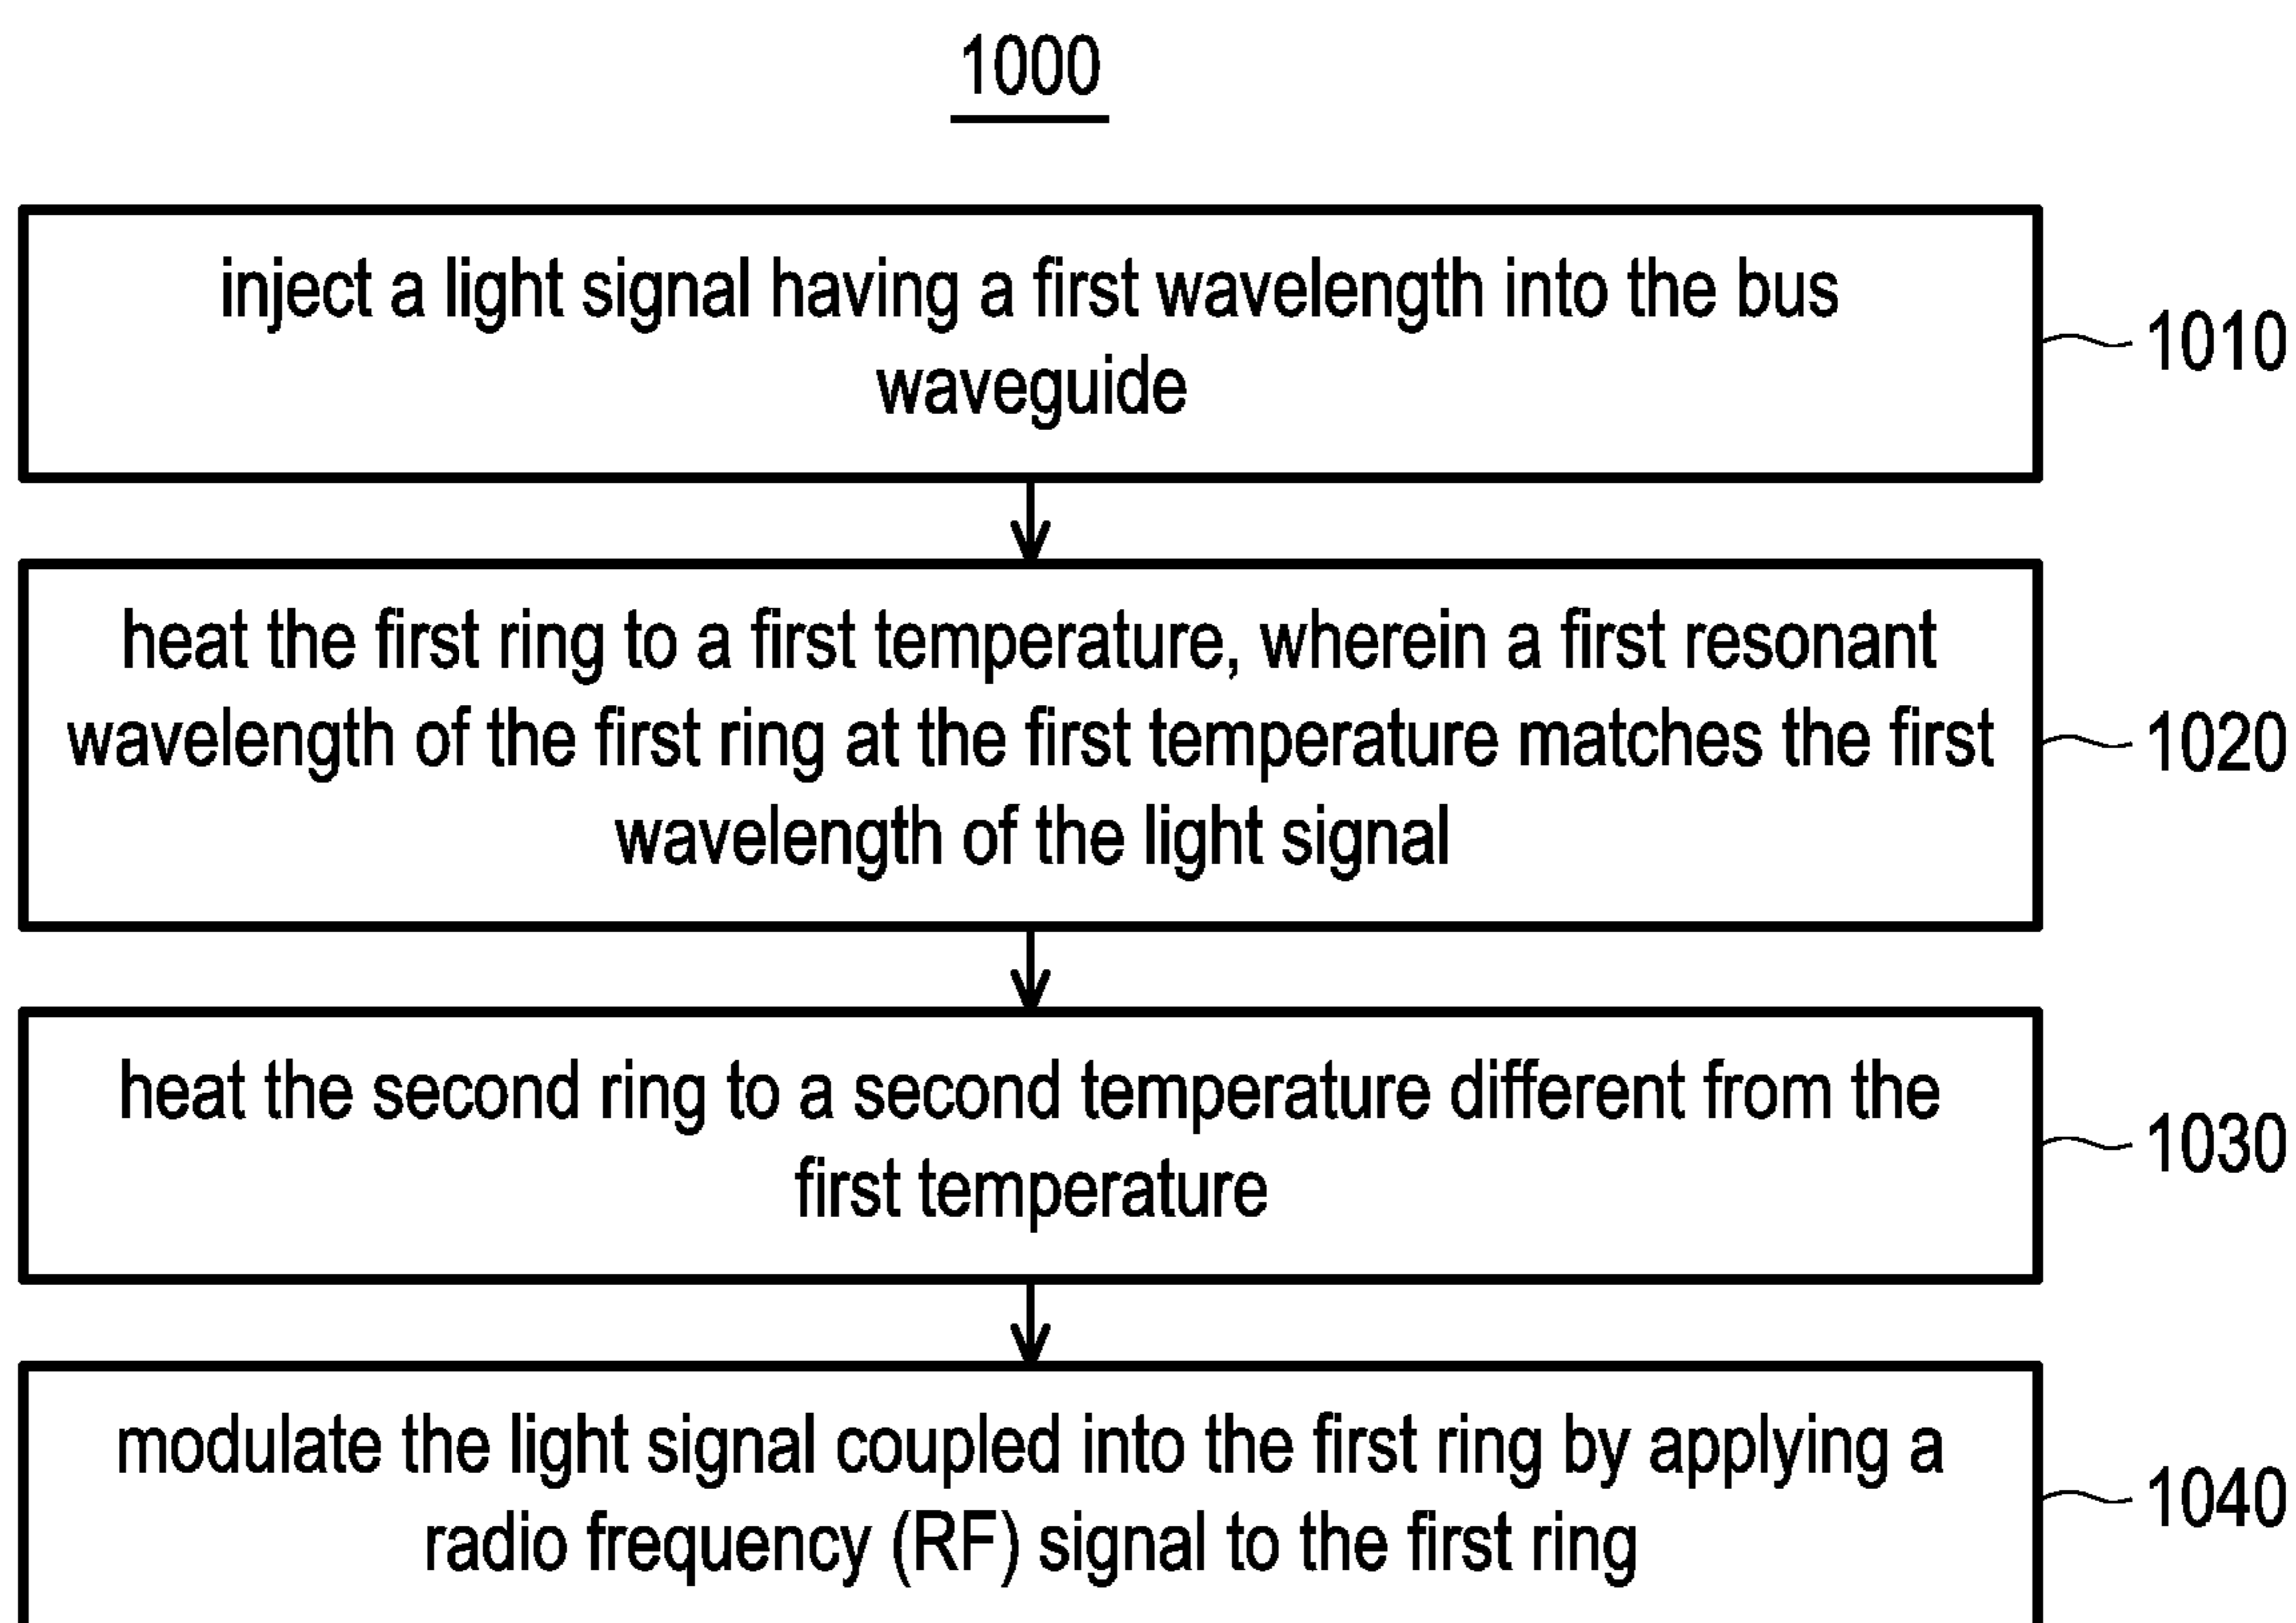 1000
inject a light signal having a first wavelength into the bus
waveguide
1010
heat the first ring to a first temperature, wherein a first resonant
wavelength of the first ring at the first temperature matches the first
wavelength of the light signal
1020
heat the second ring to a second temperature different from the
first temperature
1030
modulate the light signal coupled into the first ring by applying a
radio frequency (RF) signal to the first ring
1040